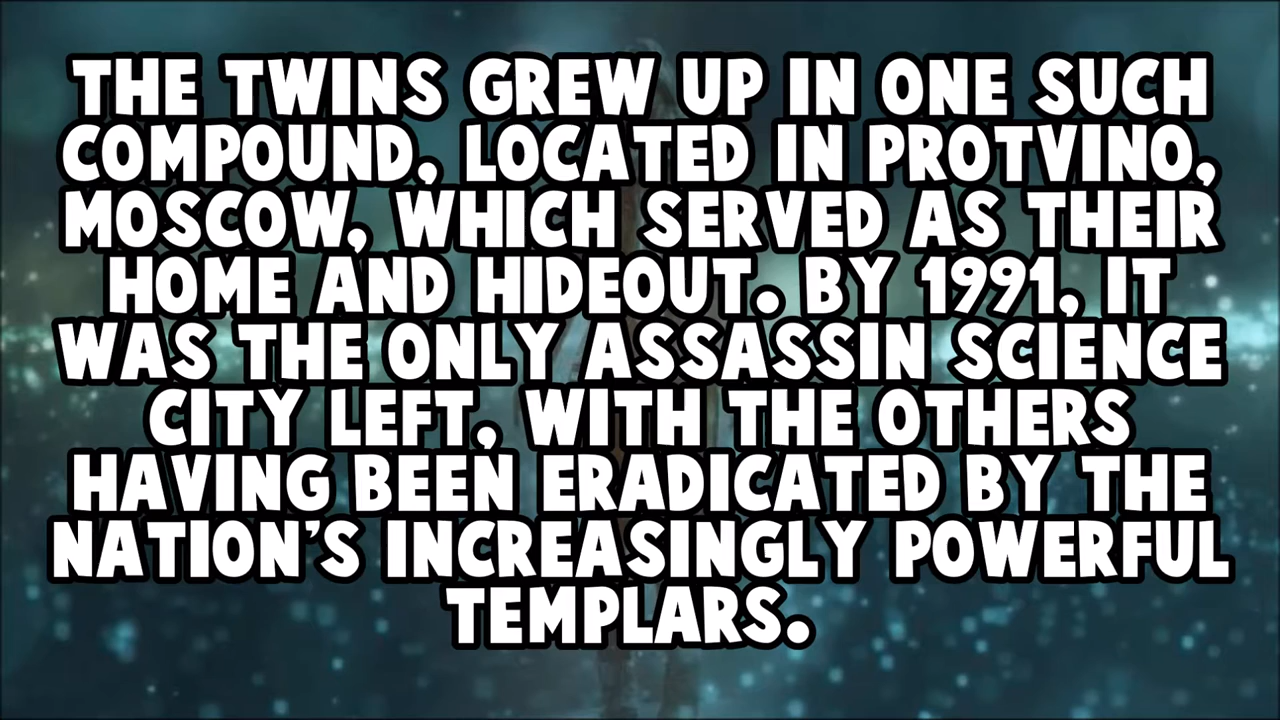 THE TWINS GREW UP IN ONE SUCH
COMPOUND, LOCATED IN PROTVINO,
MOSCOW, WHICH SERVED AS THEIR
HOME AND HIDEOUT. BY 1991, IT
WAS THE ONLY ASSASSIN SCIENCE
CITY LEFT, WITH THE OTHERS
HAVING BEEN ERADICATED BY THE
NATION'S INCREASINGLY POWERFUL
TEMPLARS.